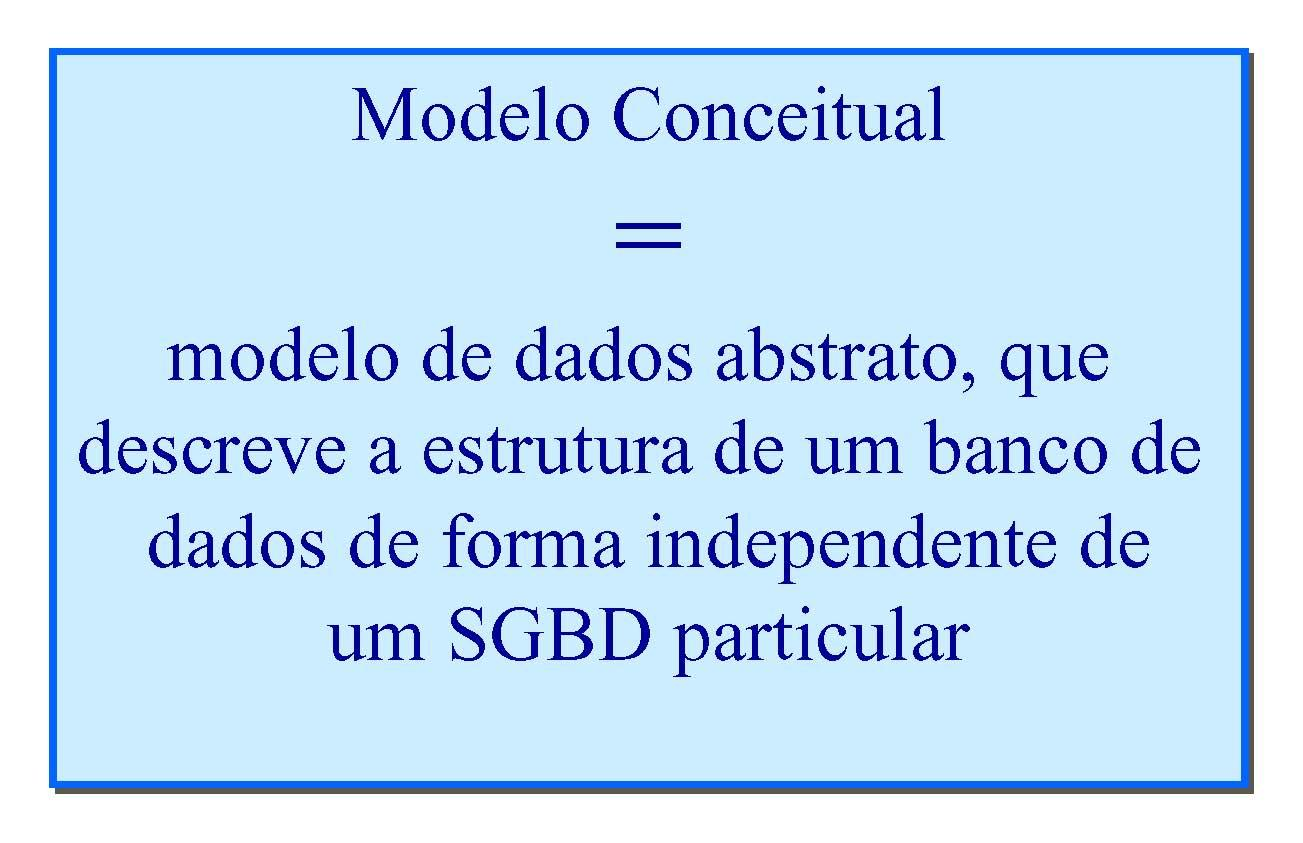 Modelo Conceitual
=
modelo de dados abstrato, que
descreve a estrutura de um banco de
dados de forma independente de
um SGBD particular